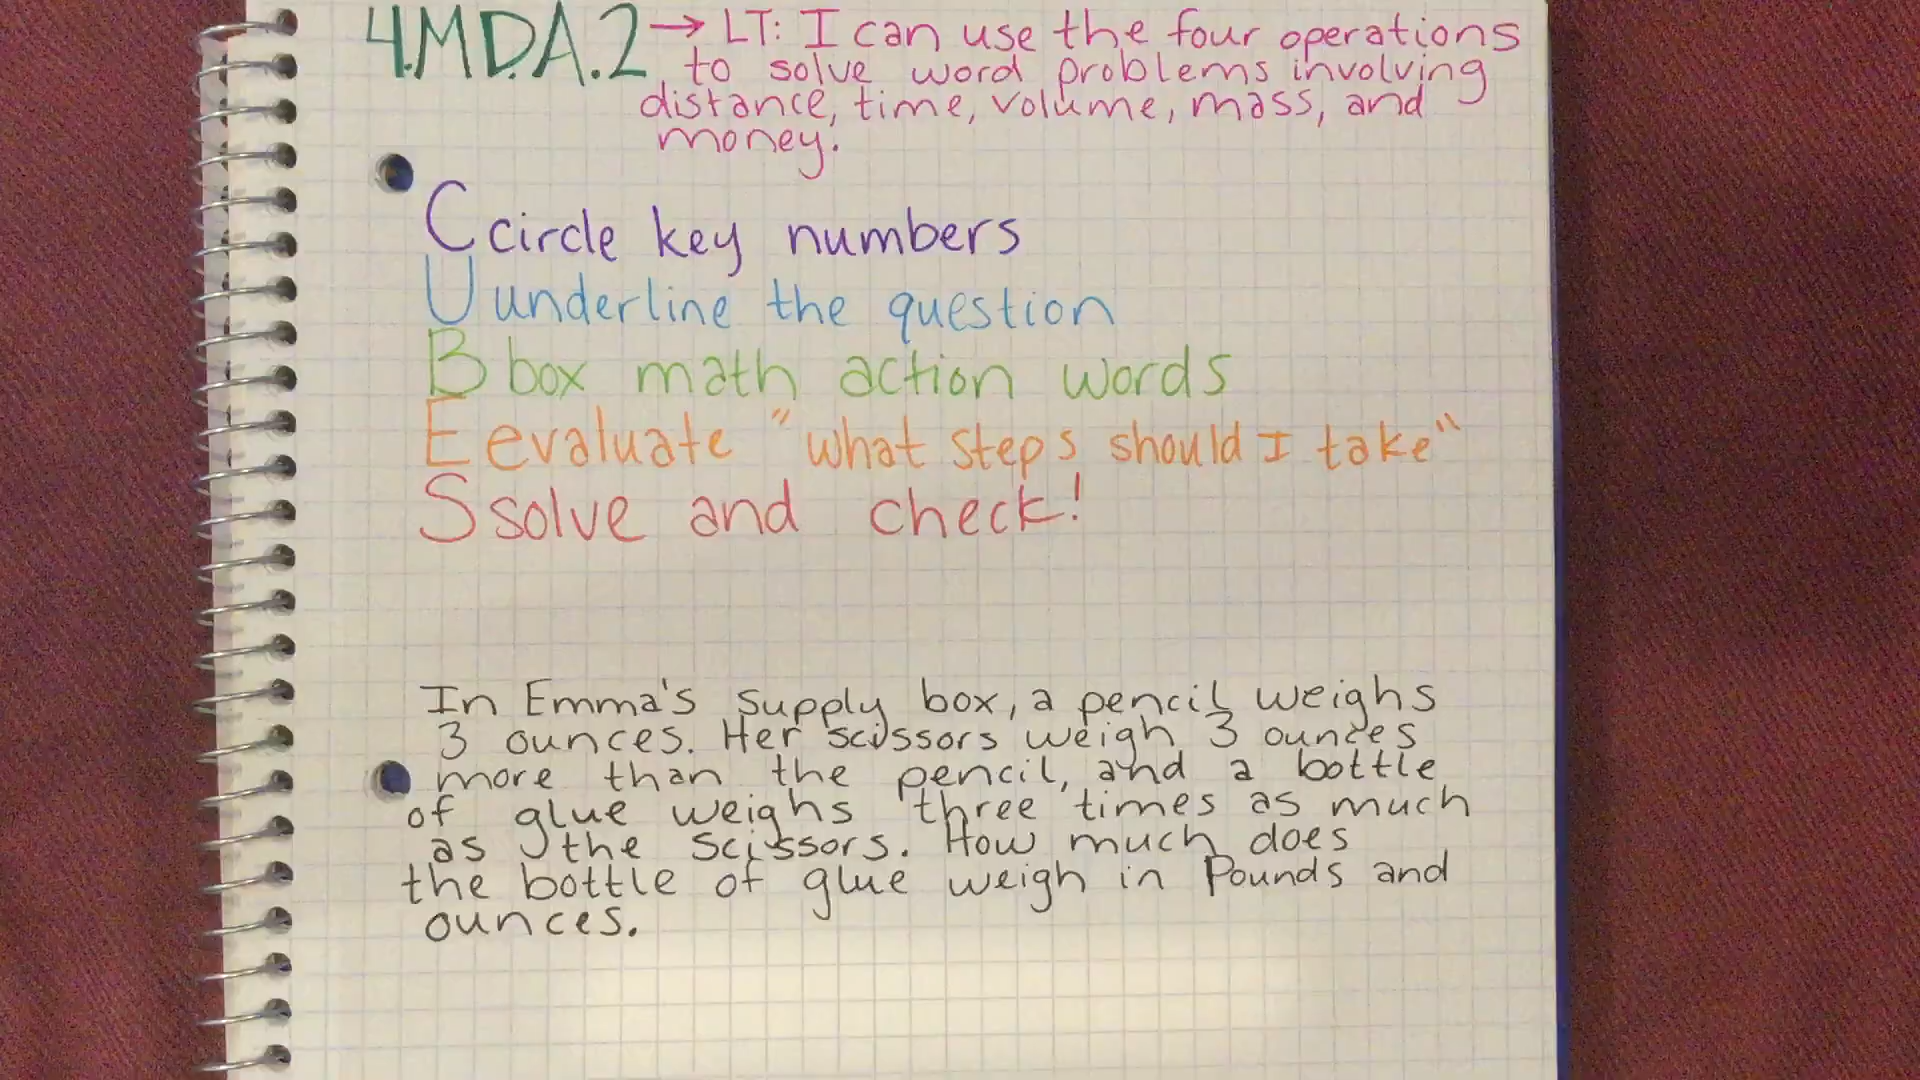 4.MDA.2 → LT: I can use the four operations
to solve word problems involving
distance, time, volume, mass, and
money.
C circle key numbers
U underline the question
B box math action words
E evaluate "what steps should I take"
S solve and check!
In Emma's supply box, a pencil weighs
3 ounces. Her scissors weigh 3 ounces
more than the pencil, and a bottle
of glue weighs three times as much
as the scissors. How much does
the bottle of glue weigh in Pounds and
ounces.